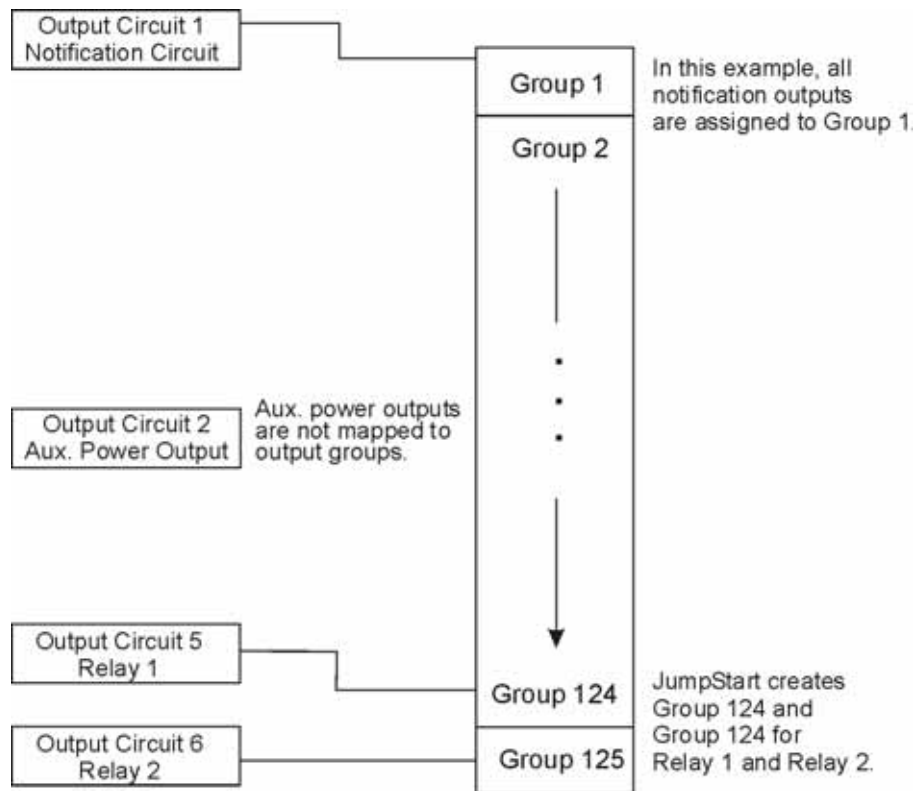 Output Circuit 1
Notification Circuit
Group 1
In this example, all
notification outputs
are assigned to Group 1.
Group 2
Output Circuit 2
Aux. Power Output
Aux. power outputs
are not mapped to
output groups.
Output Circuit 5
Relay 1
Group 124
JumpStart creates
Group 124 and
Group 124 for
Relay 1 and Relay 2.
Output Circuit 6
Relay 2
Group 125